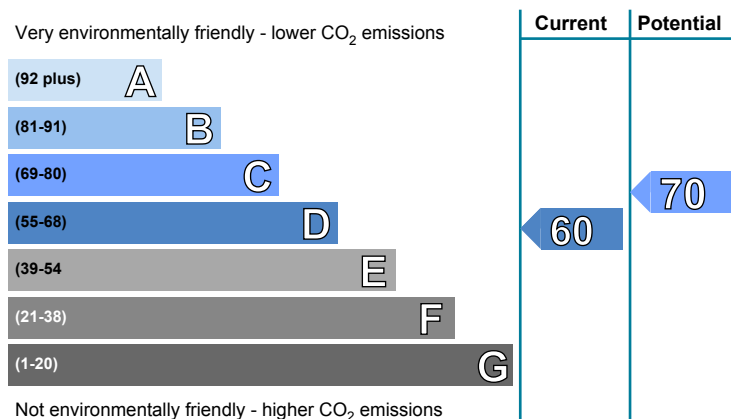 Very environmentally friendly - lower CO₂ emissions
Current
Potential
(92 plus) A
(81-91) B
(69-80) C
(55-68) D
(39-54 E
(21-38) F
(1-20) G
60
70
Not environmentally friendly - higher CO₂ emissions